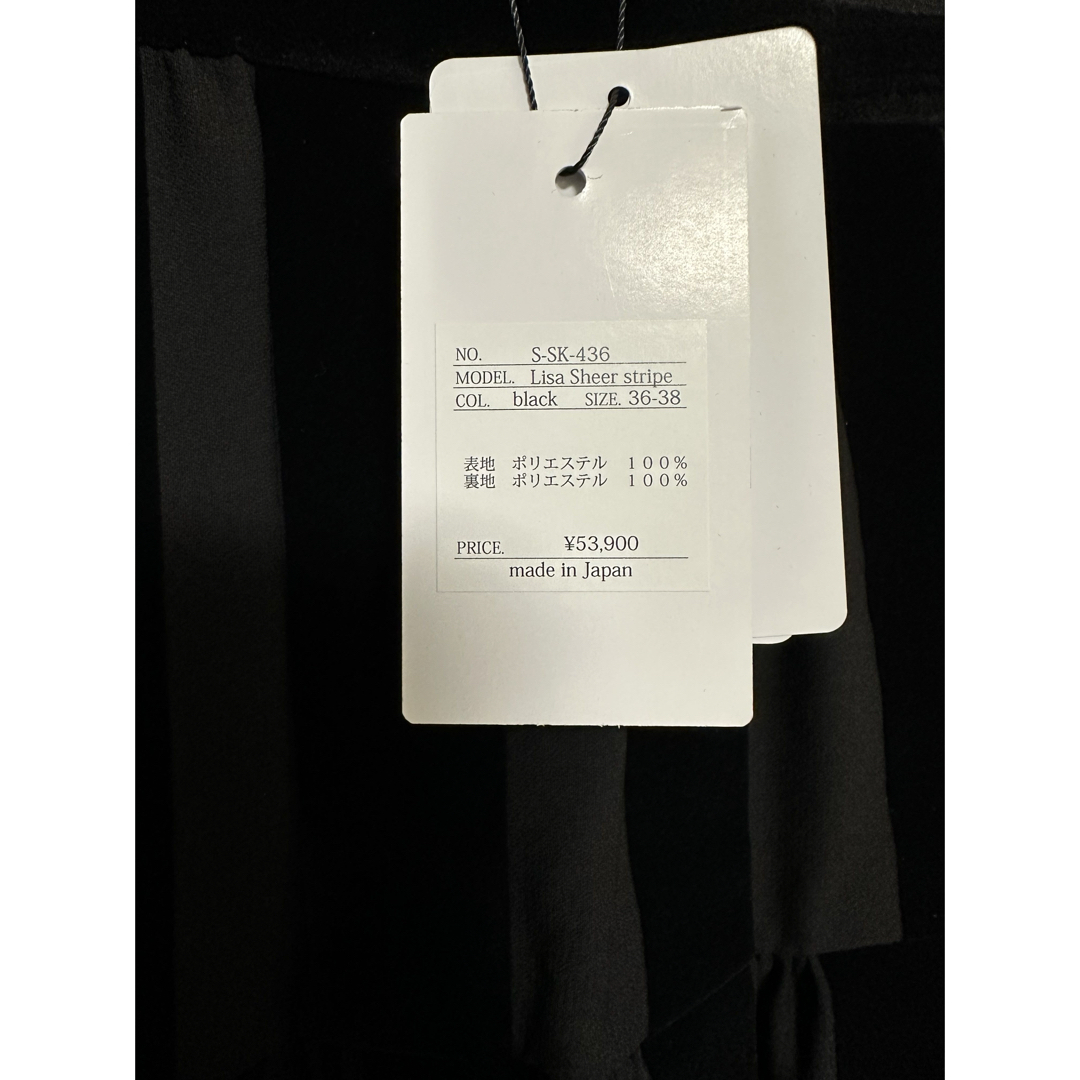 NO. S-SK-436
MODEL. Lisa Sheer stripe
COL. black SIZE. 36-38
表地 ポリエステル １００％
裏地 ポリエステル １００％
PRICE. ¥53,900
made in Japan